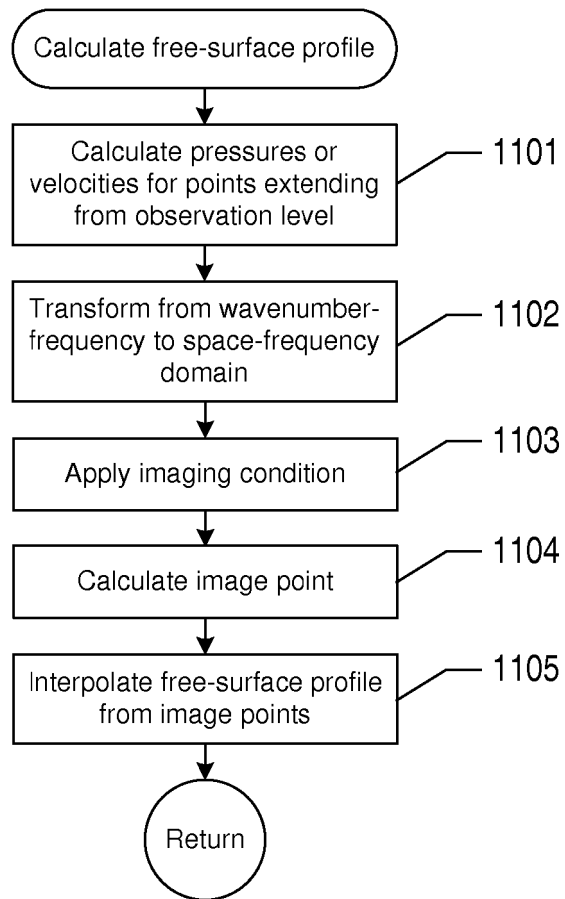 Calculate free-surface profile
Calculate pressures or
velocities for points extending
from observation level
1101
Transform from wavenumber-
frequency to space-frequency
domain
1102
Apply imaging condition
1103
Calculate image point
1104
Interpolate free-surface profile
from image points
1105
Return